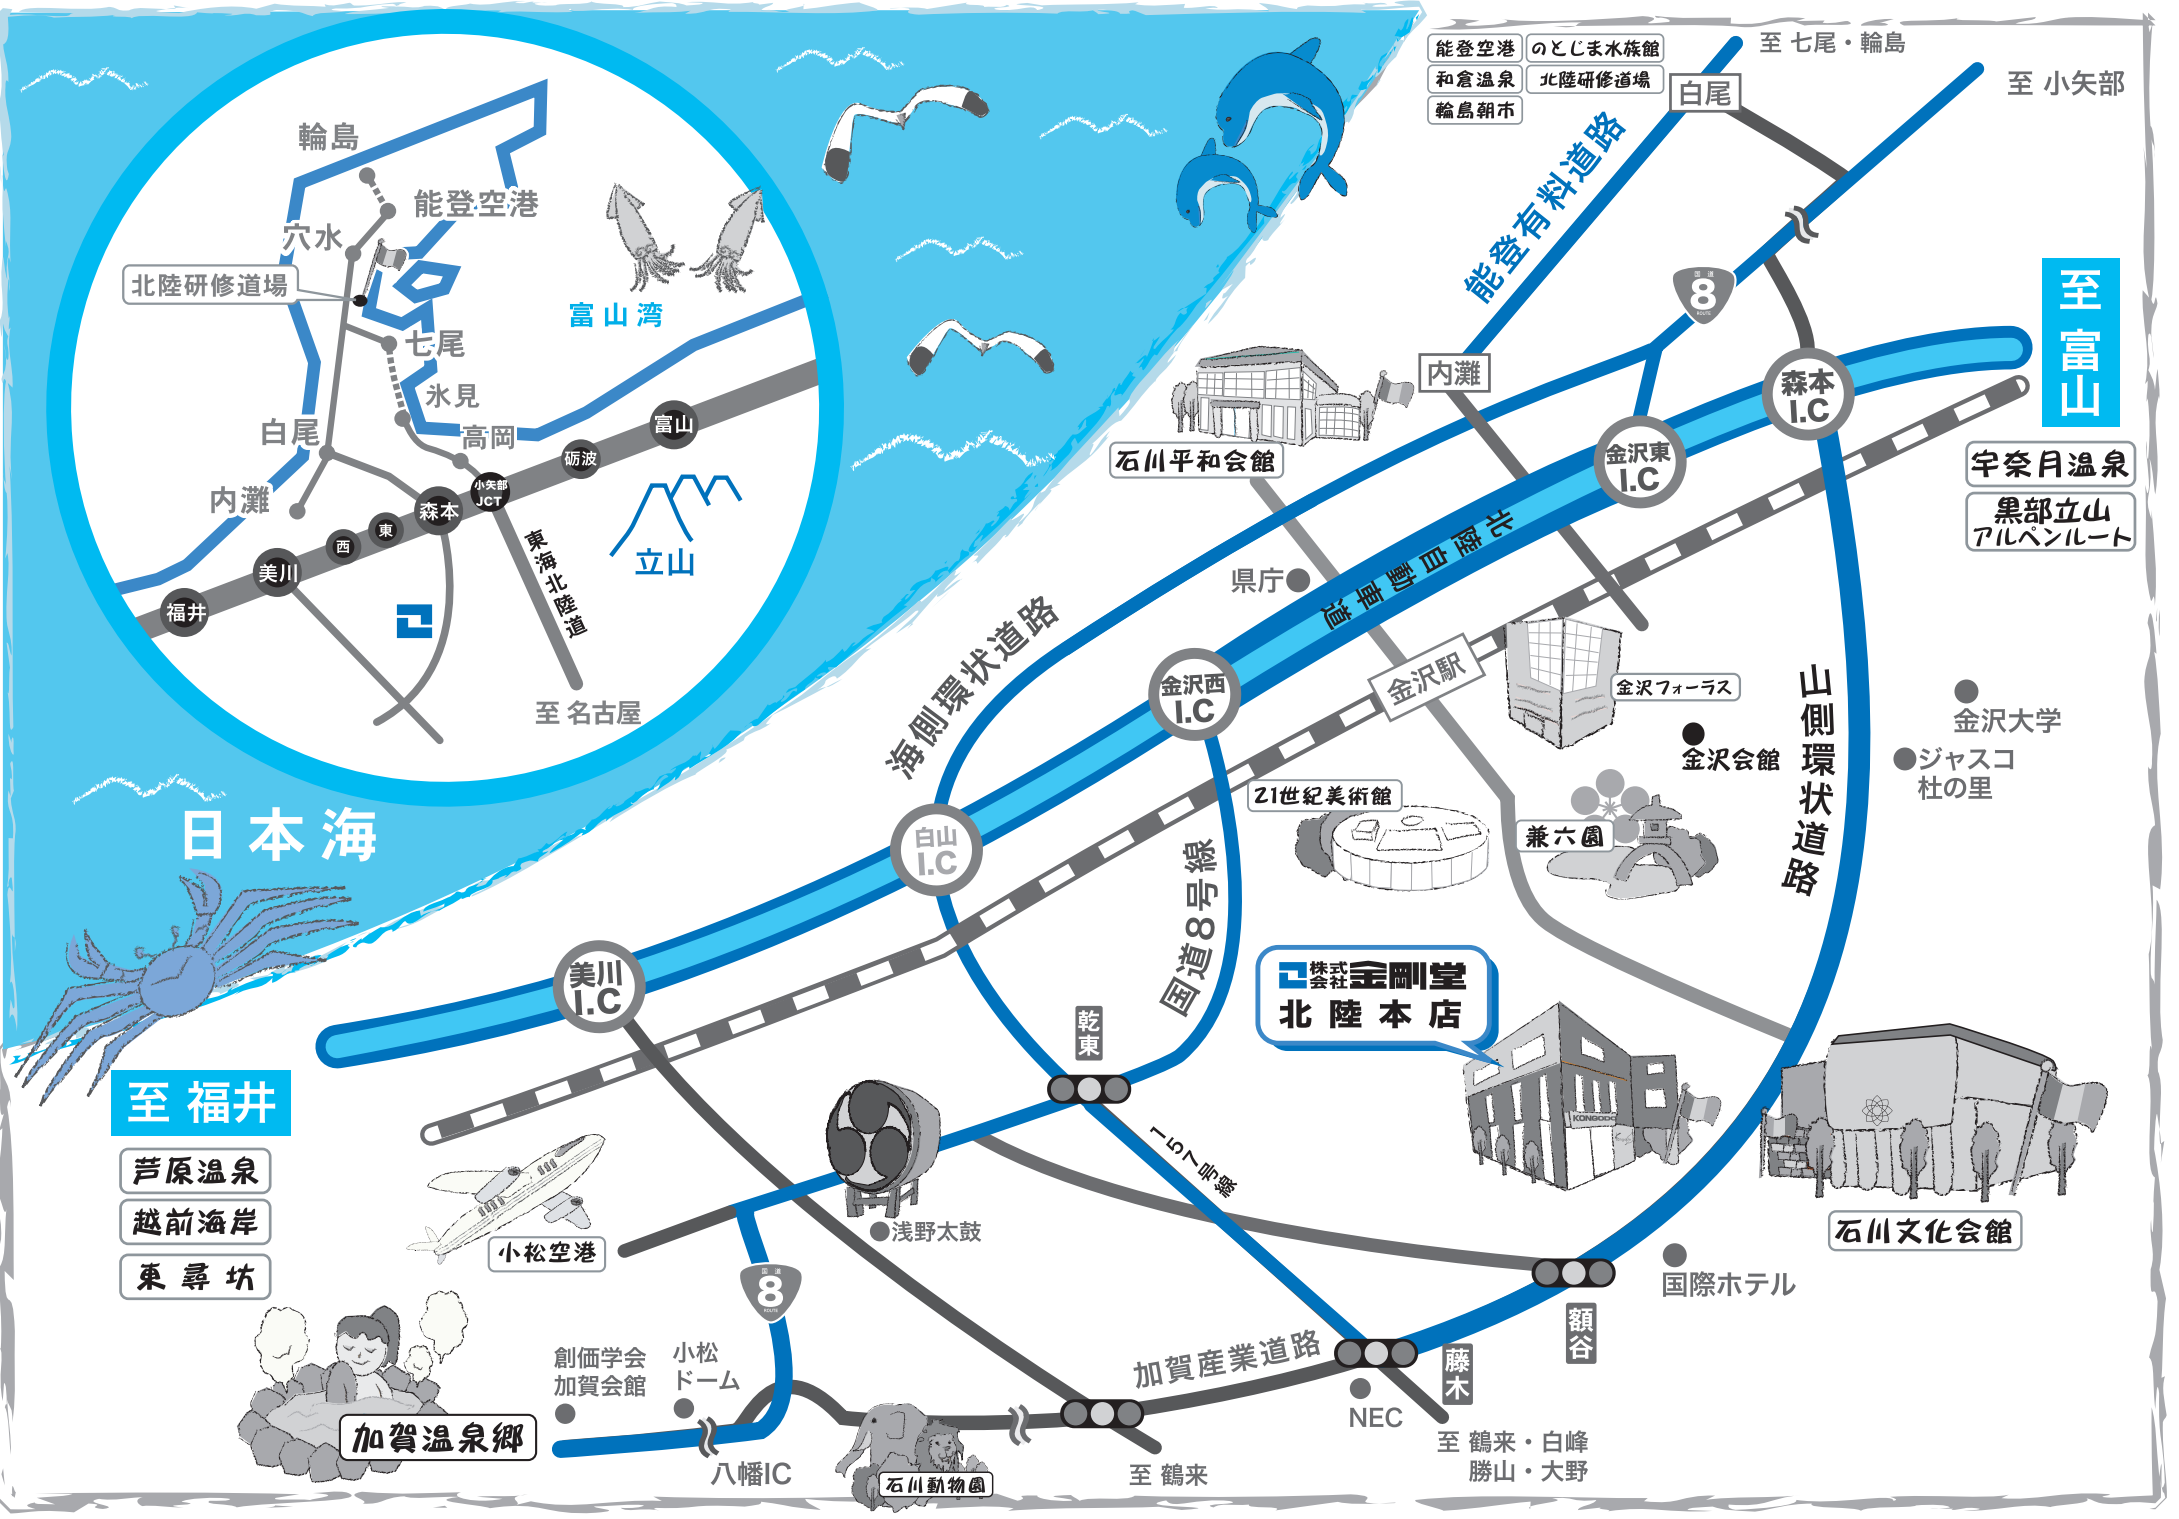 輪島
能登空港
穴水
北陸研修道場
七尾
氷見
白尾
高岡
内灘
富山湾
富山
砺波
小矢部
JCT
森本
東
西
美川
福井
東海北陸道
立山
至 名古屋
日本海
能登空港
のとじま水族館
和倉温泉
北陸研修道場
輪島朝市
至 七尾・輪島
白尾
至 小矢部
能登有料道路
国道
8
ROUTE
至 富山
内灘
森本
I.C
金沢東
I.C
石川平和会館
宇奈月温泉
黒部立山
アルペンルート
北陸自動車道
県庁
海側環状道路
金沢西
I.C
金沢駅
金沢フォーラス
金沢会館
山側環状道路
金沢大学
ジャスコ
杜の里
21世紀美術館
兼六園
白山
I.C
国道8号線
美川
I.C
株式
会社
金剛堂
北陸本店
KONGODO
乾東
至 福井
芦原温泉
越前海岸
東尋坊
157号線
浅野太鼓
小松空港
石川文化会館
国際ホテル
国道
8
ROUTE
額谷
創価学会
加賀会館
小松
ドーム
加賀産業道路
藤木
NEC
加賀温泉郷
八幡IC
石川動物園
至 鶴来
至 鶴来・白峰
勝山・大野